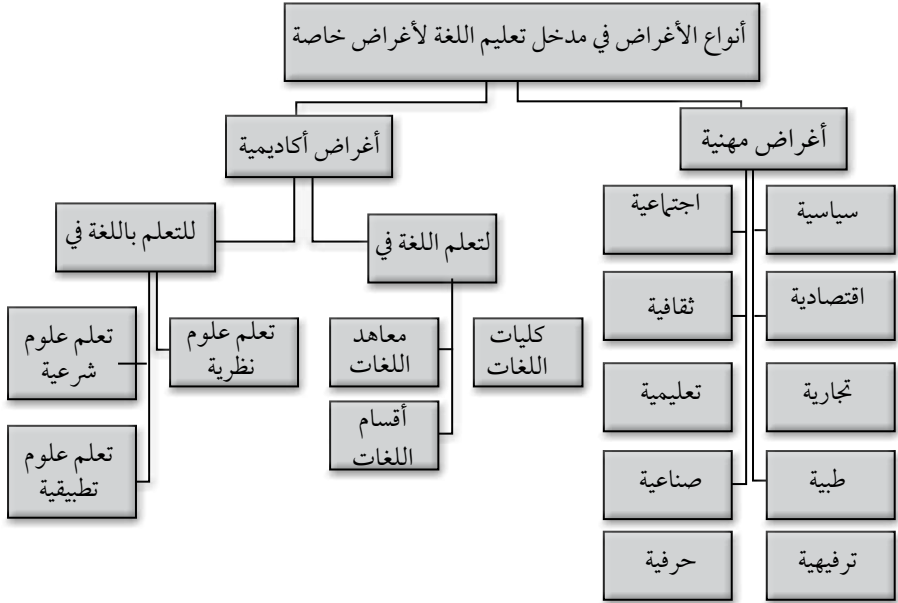 أنواع الأغراض في مدخل تعليم اللغة لأغراض خاصة
أغراض مهنية
أغراض أكاديمية
سياسية
اجتماعية
اقتصادية
ثقافية
تجارية
تعليمية
طبية
صناعية
ترفيهية
حرفية
لتعلم اللغة في
كليات
اللغات
معاهد
اللغات
أقسام
اللغات
للتعلم باللغة في
تعلم علوم
نظرية
تعلم علوم
شرعية
تعلم علوم
تطبيقية